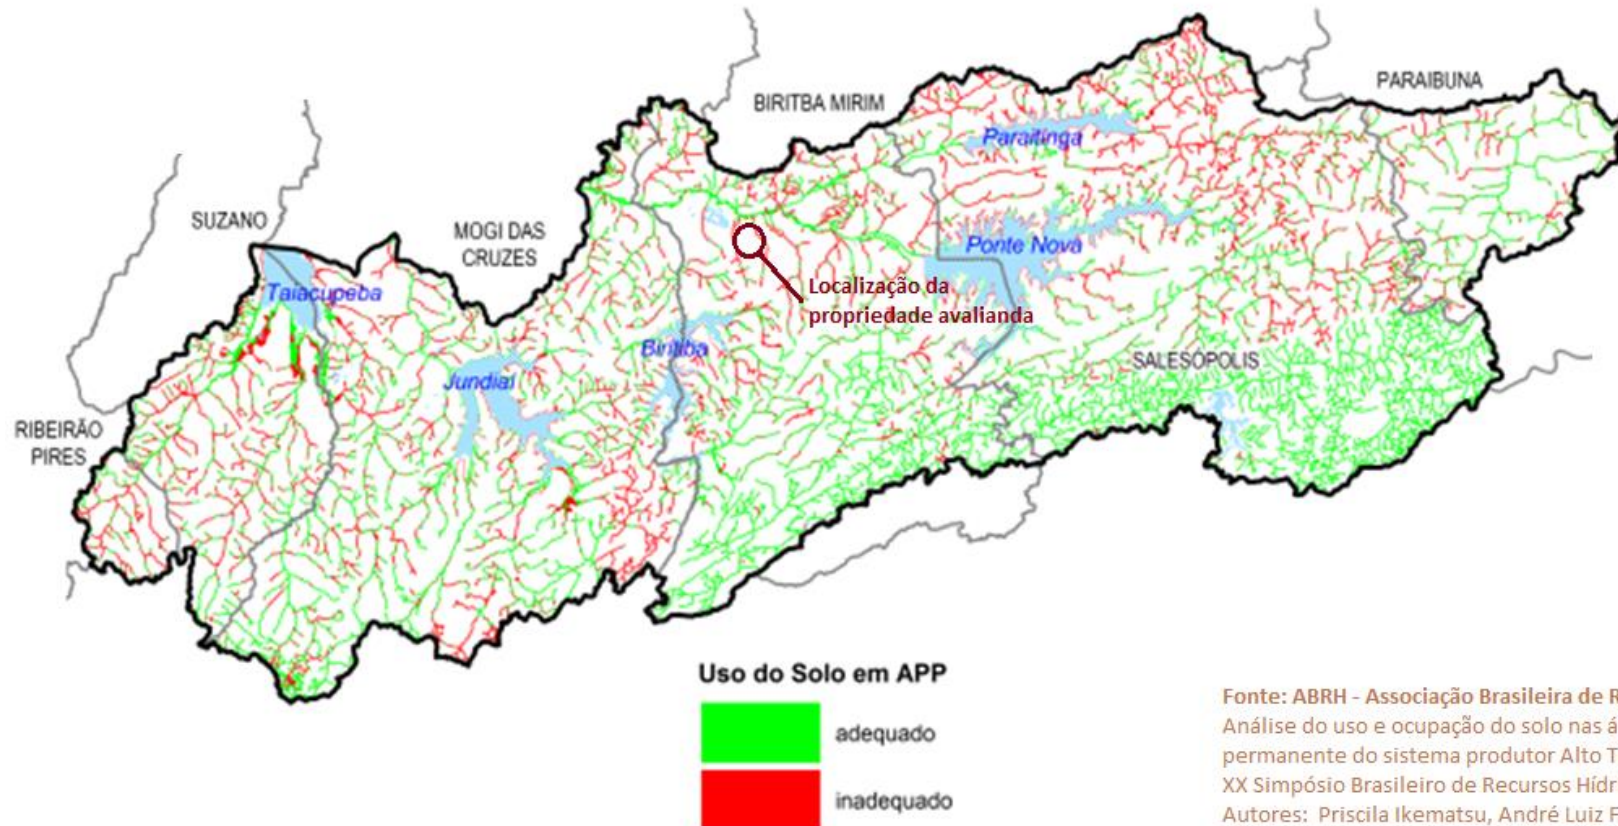 PARAIBUNA
BIRITBA MIRIM
Paraitinga
SUZANO
MOGI DAS
CRUZES
Ponte Nova
Taiaçupeba
Localização da
propriedade avalianda
Biritiba
SALESÓPOLIS
Jundiaí
RIBEIRÃO
PIRES
Uso do Solo em APP
adequado
inadequado
Fonte: ABRH - Associação Brasileira de R
Análise do uso e ocupação do solo nas á
permanente do sistema produtor Alto T
XX Simpósio Brasileiro de Recursos Hídr
Autores: Priscila Ikematsu, André Luiz F